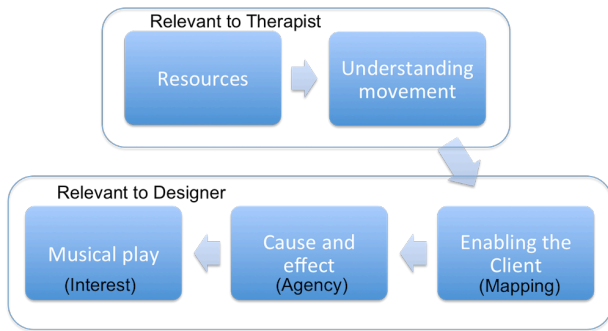 Relevant to Therapist
Resources
Understanding
movement
Relevant to Designer
Musical play
(Interest)
Cause and
effect
(Agency)
Enabling the
Client
(Mapping)